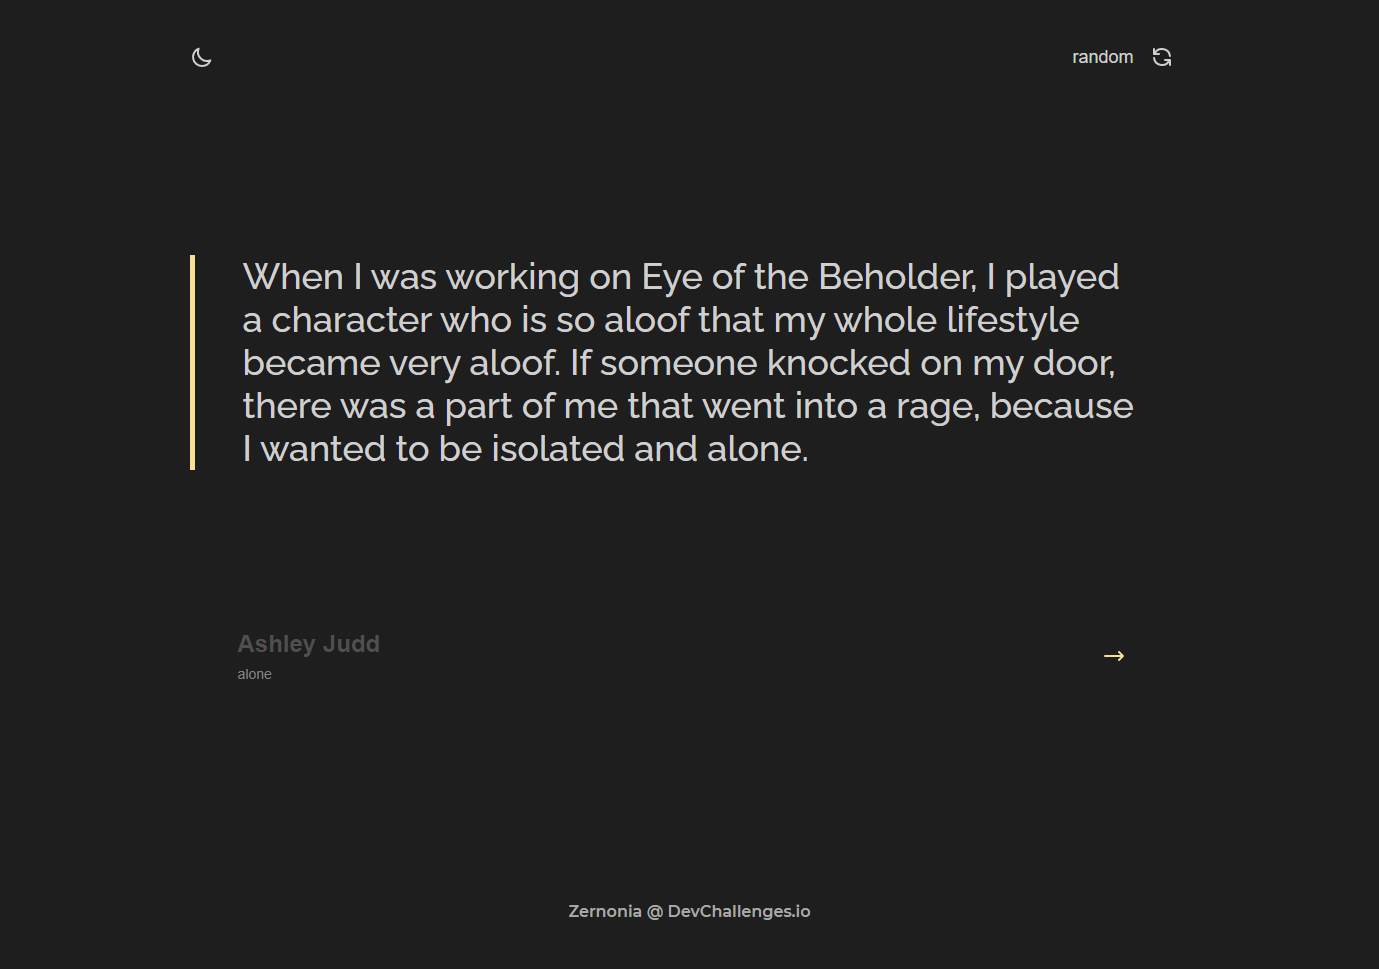 random
When I was working on Eye of the Beholder, I played
a character who is so aloof that my whole lifestyle
became very aloof. If someone knocked on my door,
there was a part of me that went into a rage, because
I wanted to be isolated and alone.
Ashley Judd
alone
Zernonia @ DevChallenges.io